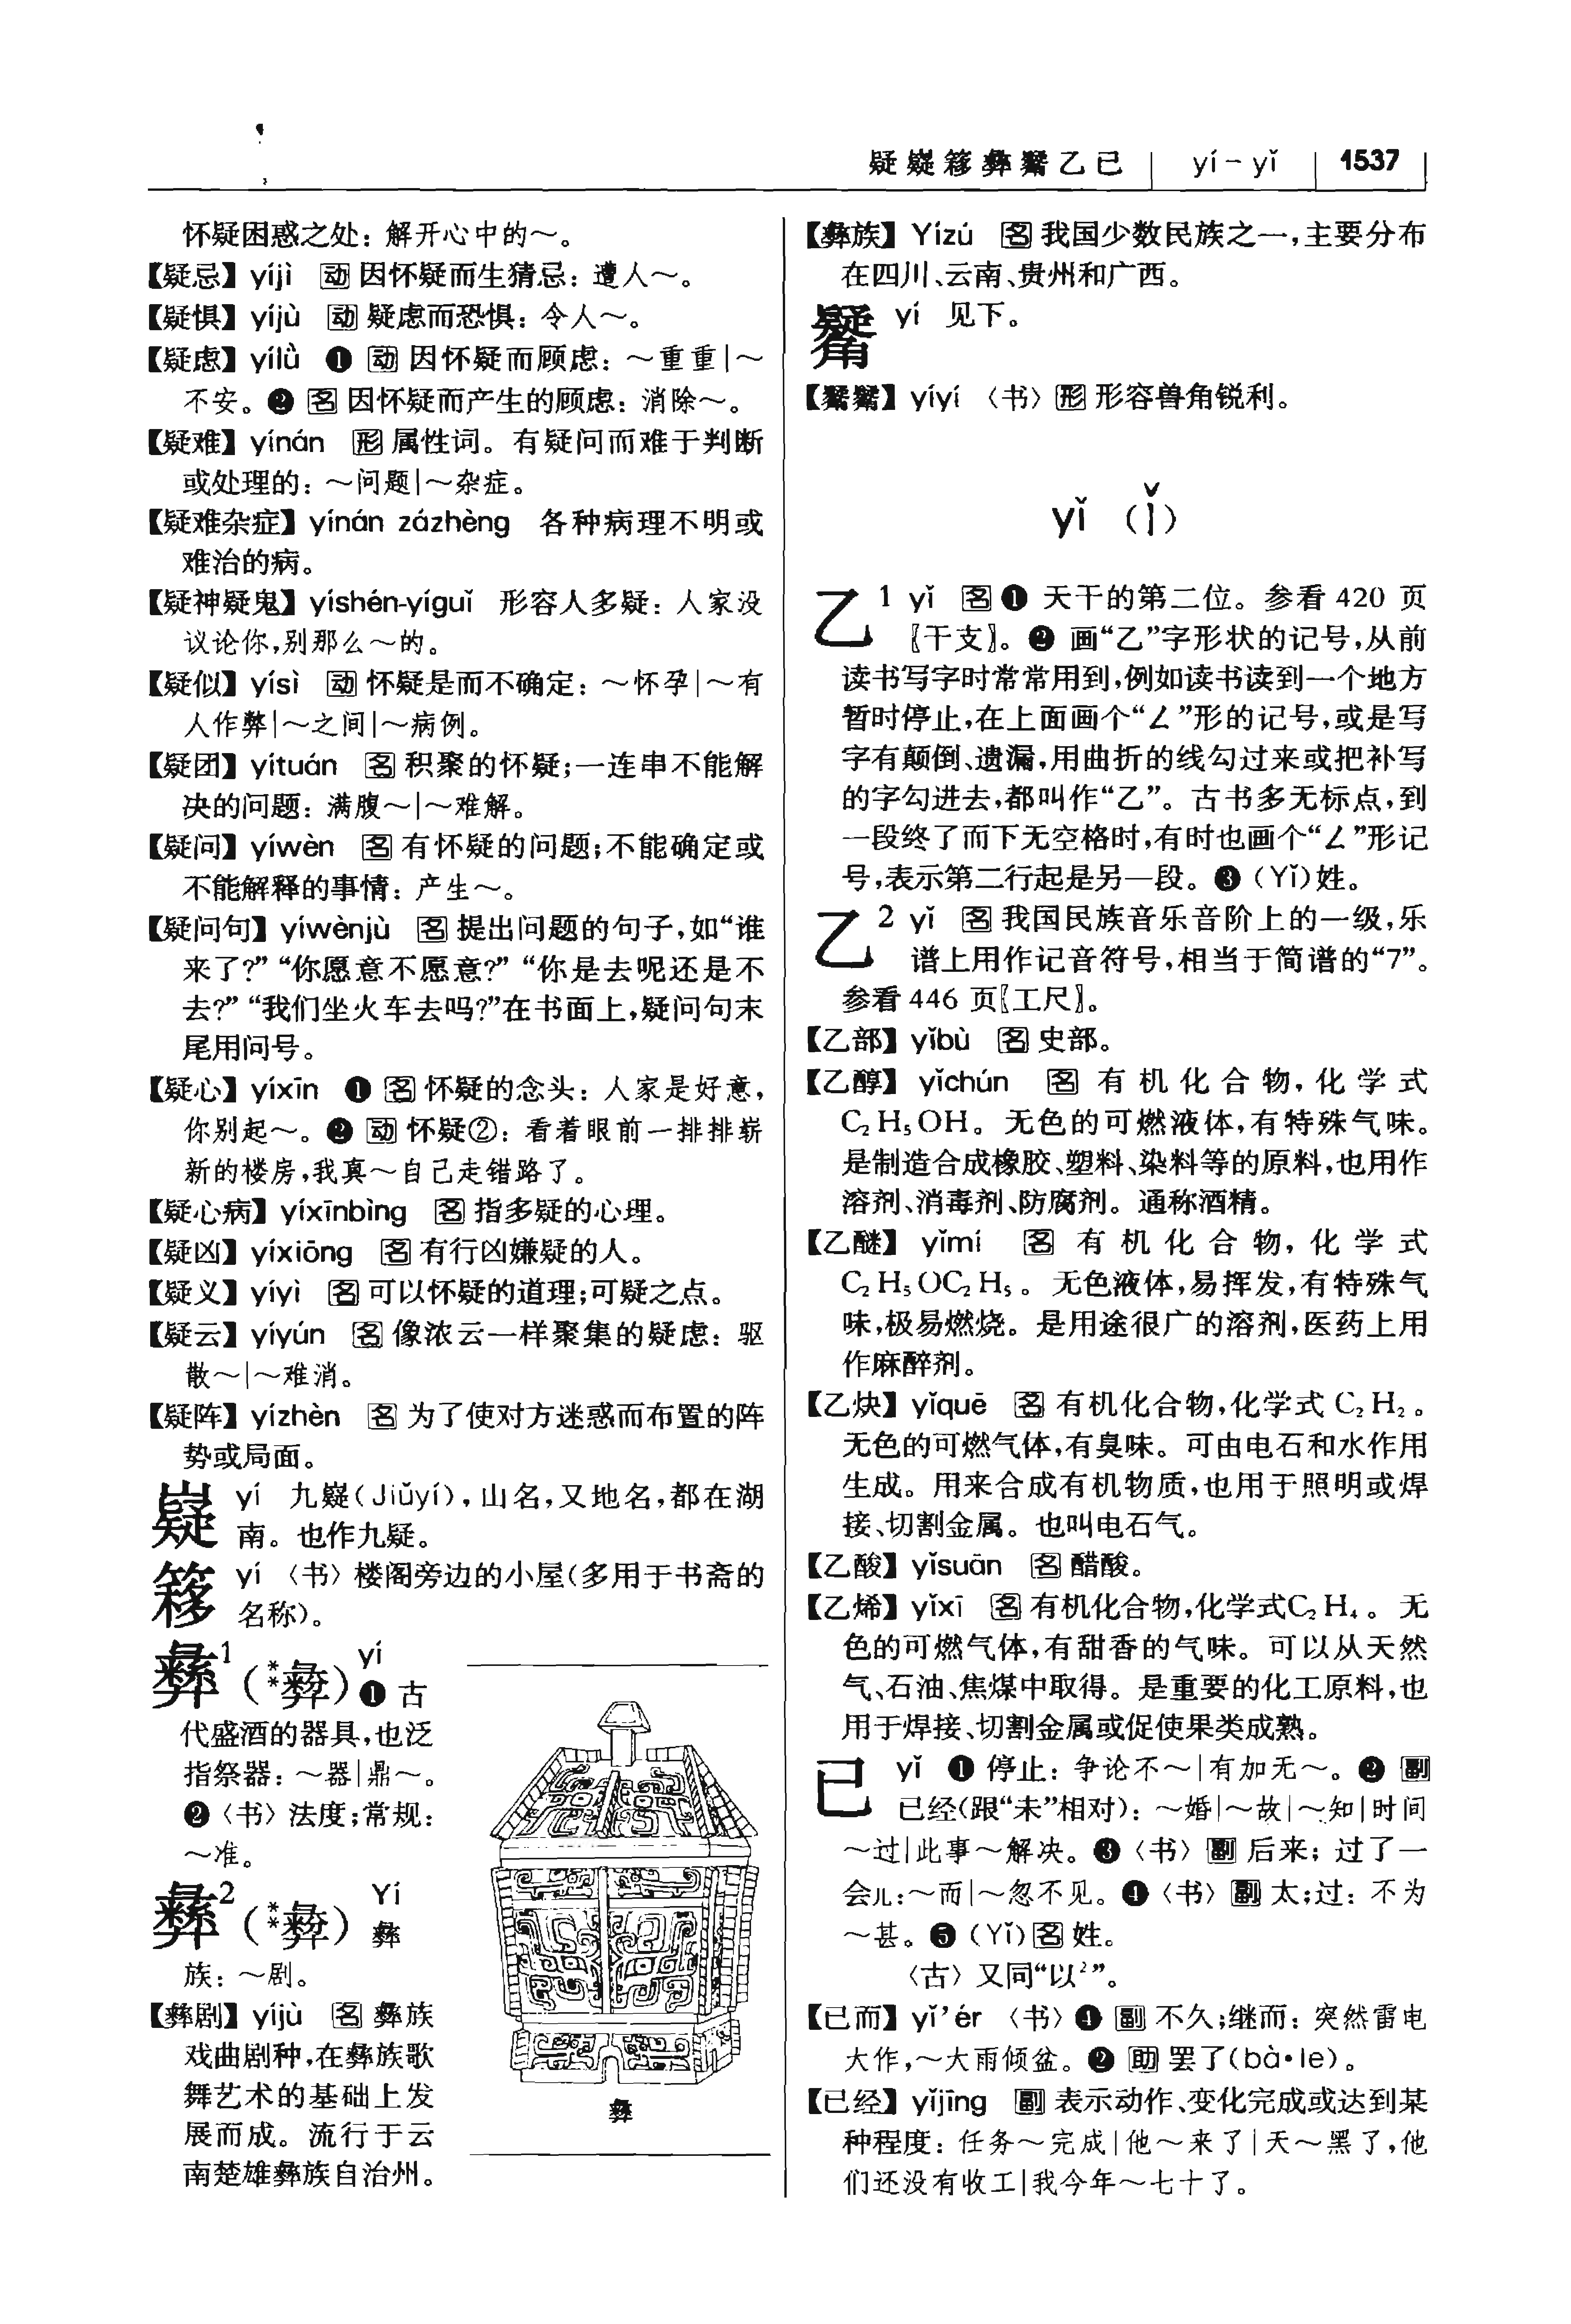 疑嶷簃彝觺乙已 yí-yǐ 1537
怀疑困惑之处：解开心中的～。
【疑忌】yíjì 动 因怀疑而生猜忌：遭人～。
【疑惧】yíjù 动 疑虑而恐惧：令人～。
【疑虑】yílǜ ❶ 动 因怀疑而顾虑：～重重|～
不安。❷ 名 因怀疑而产生的顾虑：消除～。
【疑难】yínán 形 属性词。有疑问而难于判断
或处理的：～问题|～杂症。
【疑难杂症】yínán zázhèng 各种病理不明或
难治的病。
【疑神疑鬼】yíshén-yíguǐ 形容人多疑：人家没
议论你，别那么～的。
【疑似】yísì 动 怀疑是而不确定：～怀孕|～有
人作弊|～之间|～病例。
【疑团】yítuán 名 积聚的怀疑；一连串不能解
决的问题：满腹～|～难解。
【疑问】yíwèn 名 有怀疑的问题；不能确定或
不能解释的事情：产生～。
【疑问句】yíwènjù 名 提出问题的句子，如“谁
来了？”“你愿意不愿意？”“你是去呢还是不
去？”“我们坐火车去吗？”在书面上，疑问句末
尾用问号。
【疑心】yíxīn ❶ 名 怀疑的念头：人家是好意，
你别起～。❷ 动 怀疑②：看着眼前一排排崭
新的楼房，我真～自己走错路了。
【疑心病】yíxīnbìng 名 指多疑的心理。
【疑凶】yíxiōng 名 有行凶嫌疑的人。
【疑义】yíyì 名 可以怀疑的道理；可疑之点。
【疑云】yíyún 名 像浓云一样聚集的疑虑：驱
散～|～难消。
【疑阵】yízhèn 名 为了使对方迷惑而布置的阵
势或局面。
嶷 yí 九嶷（Jiǔyí），山名，又地名，都在湖
南。也作九疑。
簃 yí 〈书〉楼阁旁边的小屋（多用于书斋的
名称）。
彝¹（**彜）yí ❶ 古
代盛酒的器具，也泛
指祭器：～器|鼎～。
❷〈书〉法度；常规：
～准。
彝²（**彜）Yí 彝
族：～剧。
【彝剧】yíjù 名 彝族
戏曲剧种，在彝族歌
舞艺术的基础上发
展而成。流行于云
南楚雄彝族自治州。
彝
【彝族】Yízú 名 我国少数民族之一，主要分布
在四川、云南、贵州和广西。
觺 yí 见下。
【觺觺】yíyí 〈书〉形 形容兽角锐利。
yǐ （ǐ）
乙¹ yǐ 名 ❶ 天干的第二位。参看 420 页
〖干支〗。❷ 画“乙”字形状的记号，从前
读书写字时常常用到，例如读书读到一个地方
暂时停止，在上面画个“∠”形的记号，或是写
字有颠倒、遗漏，用曲折的线勾过来或把补写
的字勾进去，都叫作“乙”。古书多无标点，到
一段终了而下无空格时，有时也画个“∠”形记
号，表示第二行起是另一段。❸（Yǐ）姓。
乙² yǐ 名 我国民族音乐音阶上的一级，乐
谱上用作记音符号，相当于简谱的“7”。
参看 446 页〖工尺〗。
【乙部】yǐbù 名 史部。
【乙醇】yǐchún 名 有机化合物，化学式
C₂H₅OH。无色的可燃液体，有特殊气味。
是制造合成橡胶、塑料、染料等的原料，也用作
溶剂、消毒剂、防腐剂。通称酒精。
【乙醚】yǐmí 名 有机化合物，化学式
C₂H₅OC₂H₅。无色液体，易挥发，有特殊气
味，极易燃烧。是用途很广的溶剂，医药上用
作麻醉剂。
【乙炔】yǐquē 名 有机化合物，化学式 C₂H₂。
无色的可燃气体，有臭味。可由电石和水作用
生成。用来合成有机物质，也用于照明或焊
接、切割金属。也叫电石气。
【乙酸】yǐsuān 名 醋酸。
【乙烯】yǐxī 名 有机化合物，化学式C₂H₄。无
色的可燃气体，有甜香的气味。可以从天然
气、石油、焦煤中取得。是重要的化工原料，也
用于焊接、切割金属或促使果类成熟。
已 yǐ ❶ 停止：争论不～|有加无～。❷ 副
已经（跟“未”相对）：～婚|～故|～知|时间
～过|此事～解决。❸〈书〉副 后来；过了一
会儿：～而|～忽不见。❹〈书〉副 太；过：不为
～甚。❺（Yǐ）名 姓。
〈古〉又同“以²”。
【已而】yǐ’ér 〈书〉❶ 副 不久；继而：突然雷电
大作，～大雨倾盆。❷ 助 罢了（bà·le）。
【已经】yǐjīng 副 表示动作、变化完成或达到某
种程度：任务～完成|他～来了|天～黑了，他
们还没有收工|我今年～七十了。